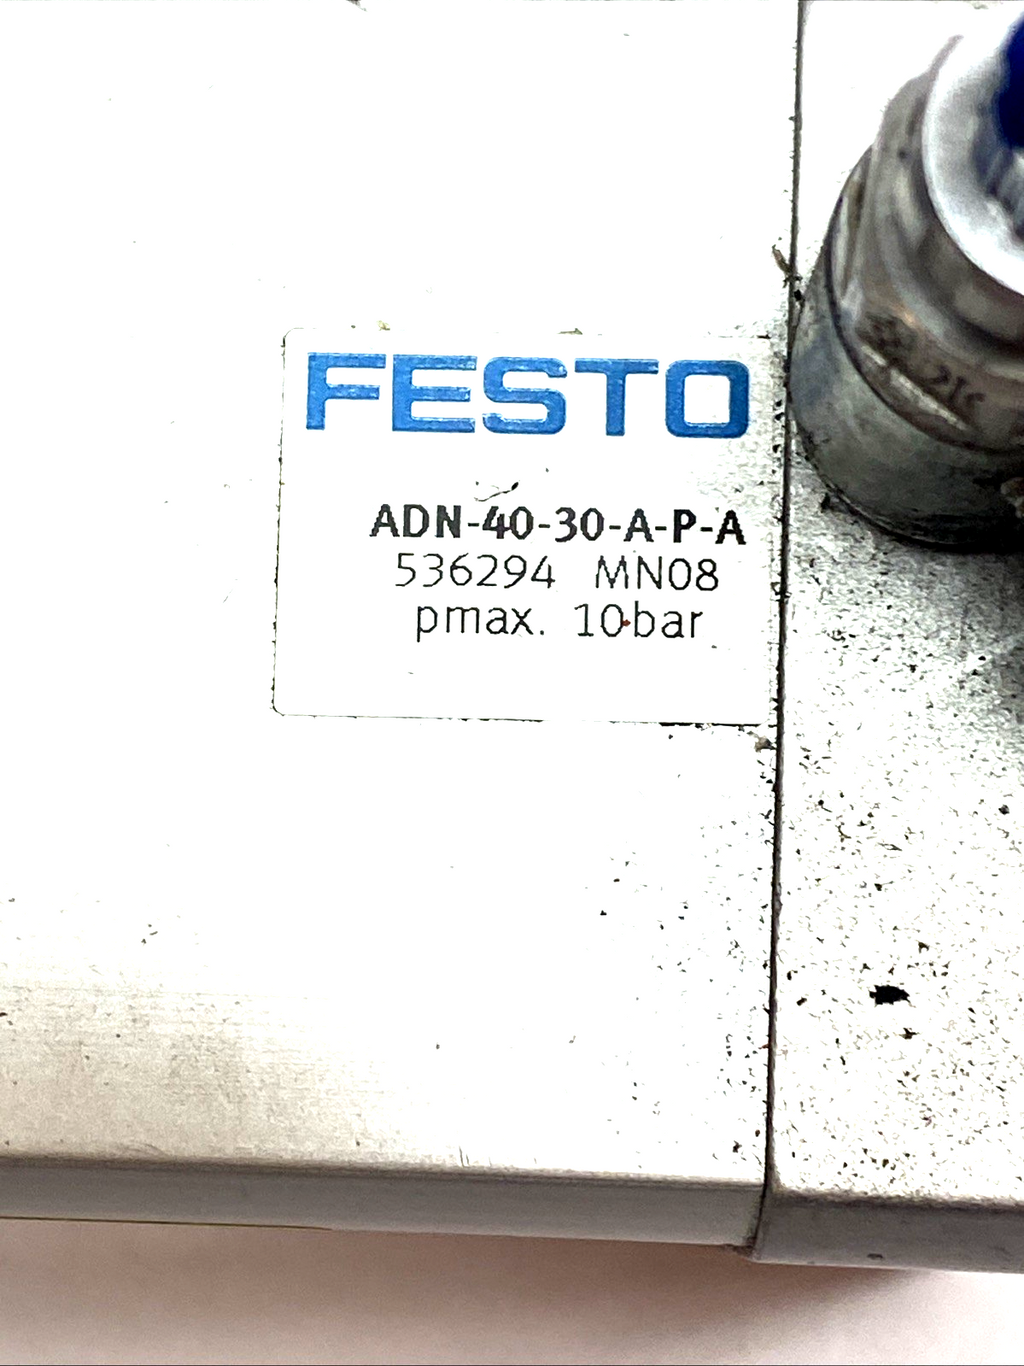 FESTO
ADN-40-30-A-P-A
536294 MN08
pmax. 10bar